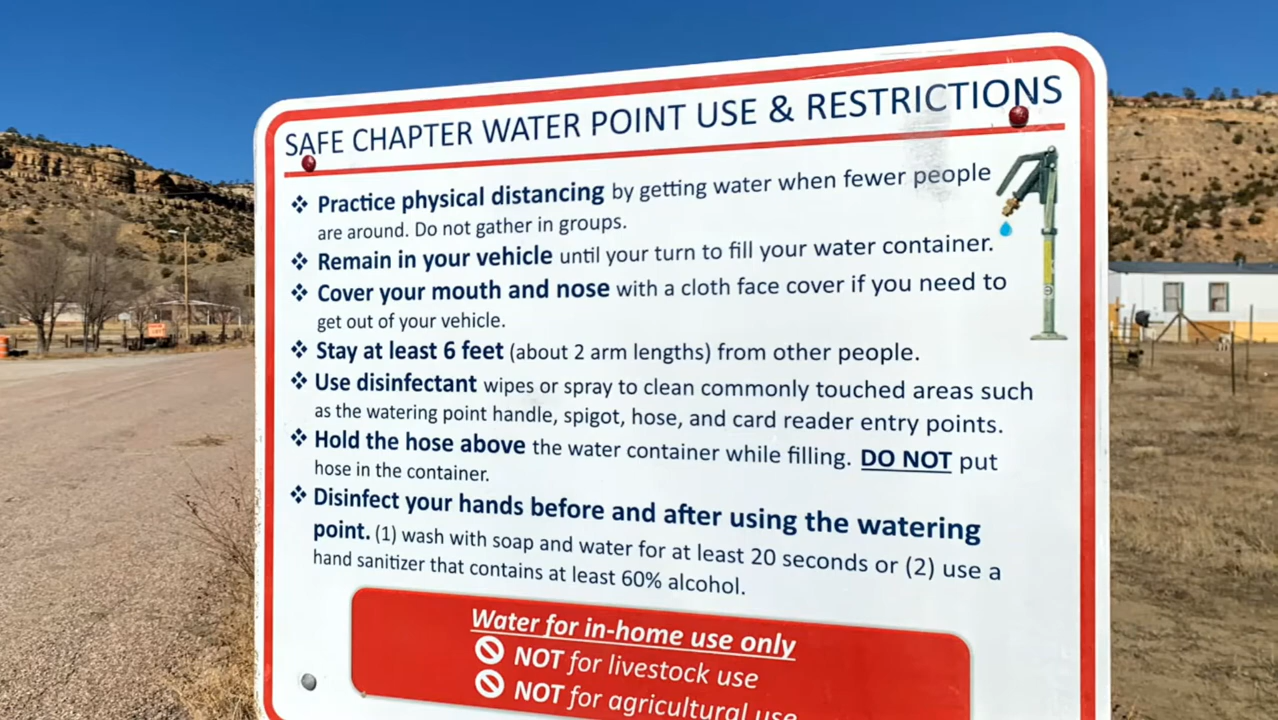 SAFE CHAPTER WATER POINT USE & RESTRICTIONS
❖ Practice physical distancing by getting water when fewer people
are around. Do not gather in groups.
❖ Remain in your vehicle until your turn to fill your water container.
❖ Cover your mouth and nose with a cloth face cover if you need to
get out of your vehicle.
❖ Stay at least 6 feet (about 2 arm lengths) from other people.
❖ Use disinfectant wipes or spray to clean commonly touched areas such
as the watering point handle, spigot, hose, and card reader entry points.
❖ Hold the hose above the water container while filling. DO NOT put
hose in the container.
❖ Disinfect your hands before and after using the watering
point. (1) wash with soap and water for at least 20 seconds or (2) use a
hand sanitizer that contains at least 60% alcohol.
Water for in-home use only
NOT for livestock use
NOT for agricultural use